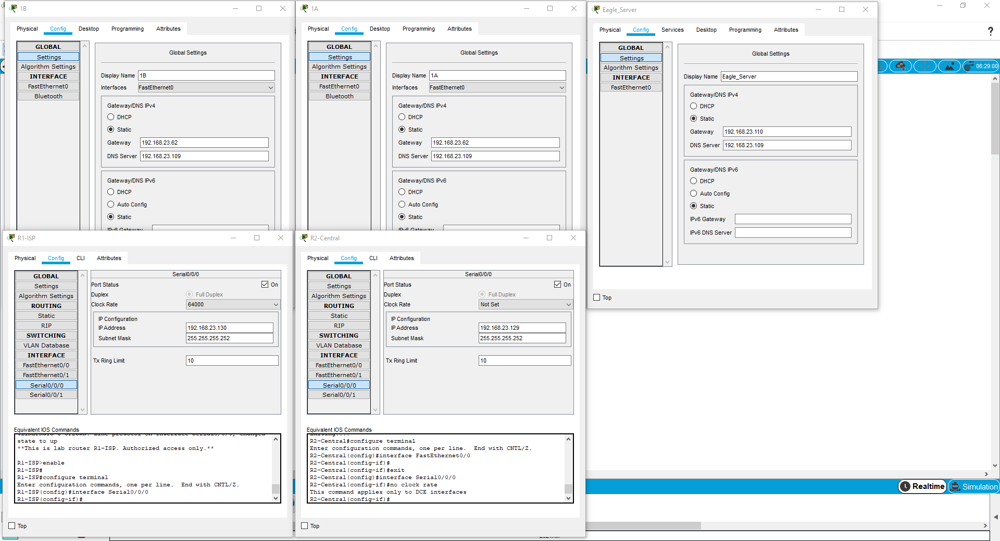 1B
Physical
Config
Desktop
Programming
Attributes
GLOBAL
Settings
Algorithm Settings
INTERFACE
FastEthernet0
Bluetooth
Global Settings
Display Name 1B
Interfaces FastEthernet0
Gateway/DNS IPv4
DHCP
Static
Gateway 192.168.23.62
DNS Server 192.168.23.109
Gateway/DNS IPv6
DHCP
Auto Config
Static
IPv6 Gateway
1A
Physical
Config
Desktop
Programming
Attributes
GLOBAL
Settings
Algorithm Settings
INTERFACE
FastEthernet0
Bluetooth
Global Settings
Display Name 1A
Interfaces FastEthernet0
Gateway/DNS IPv4
DHCP
Static
Gateway 192.168.23.62
DNS Server 192.168.23.109
Gateway/DNS IPv6
DHCP
Auto Config
Static
IPv6 Gateway
Eagle_Server
Physical
Config
Services
Desktop
Programming
Attributes
GLOBAL
Settings
Algorithm Settings
INTERFACE
FastEthernet0
Global Settings
Display Name Eagle_Server
Gateway/DNS IPv4
DHCP
Static
Gateway 192.168.23.110
DNS Server 192.168.23.109
Gateway/DNS IPv6
DHCP
Auto Config
Static
IPv6 Gateway
IPv6 DNS Server
Top
?
06:29:00
R1-ISP
Physical
Config
CLI
Attributes
GLOBAL
Settings
Algorithm Settings
ROUTING
Static
RIP
SWITCHING
VLAN Database
INTERFACE
FastEthernet0/0
FastEthernet0/1
Serial0/0/0
Serial0/0/1
Serial0/0/0
Port Status On
Duplex Full Duplex
Clock Rate 64000
IP Configuration
IP Address 192.168.23.130
Subnet Mask 255.255.255.252
Tx Ring Limit 10
Equivalent IOS Commands
%LINEPROTO-5-UPDOWN: Line protocol on Interface Serial0/0/0, changed
state to up
**This is lab router R1-ISP. Authorized access only.**
R1-ISP>enable
R1-ISP#
R1-ISP#configure terminal
Enter configuration commands, one per line.  End with CNTL/Z.
R1-ISP(config)#interface Serial0/0/0
R1-ISP(config-if)#
Top
R2-Central
Physical
Config
CLI
Attributes
GLOBAL
Settings
Algorithm Settings
ROUTING
Static
RIP
SWITCHING
VLAN Database
INTERFACE
FastEthernet0/0
FastEthernet0/1
Serial0/0/0
Serial0/0/1
Serial0/0/0
Port Status On
Duplex Full Duplex
Clock Rate Not Set
IP Configuration
IP Address 192.168.23.129
Subnet Mask 255.255.255.252
Tx Ring Limit 10
Equivalent IOS Commands
R2-Central#configure terminal
Enter configuration commands, one per line.  End with CNTL/Z.
R2-Central(config)#interface FastEthernet0/0
R2-Central(config-if)#
R2-Central(config-if)#exit
R2-Central(config)#interface Serial0/0/0
R2-Central(config-if)#no clock rate
This command applies only to DCE interfaces
R2-Central(config-if)#
Top
Realtime
Simulation